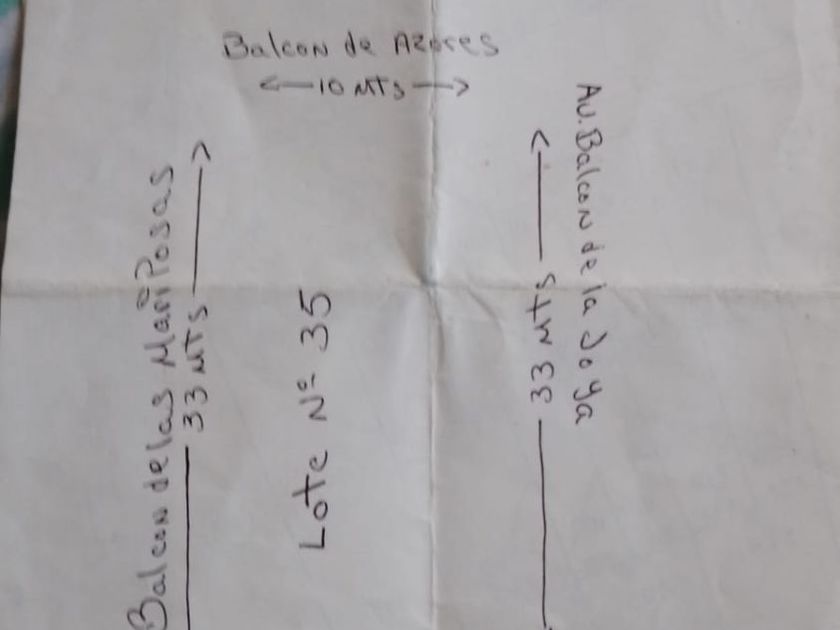 Balcon de Azores
10 MTS
Av. Balcon de la Joya
33 MTS
Balcon de las MariPosas
33 MTS
Lote Nº 35